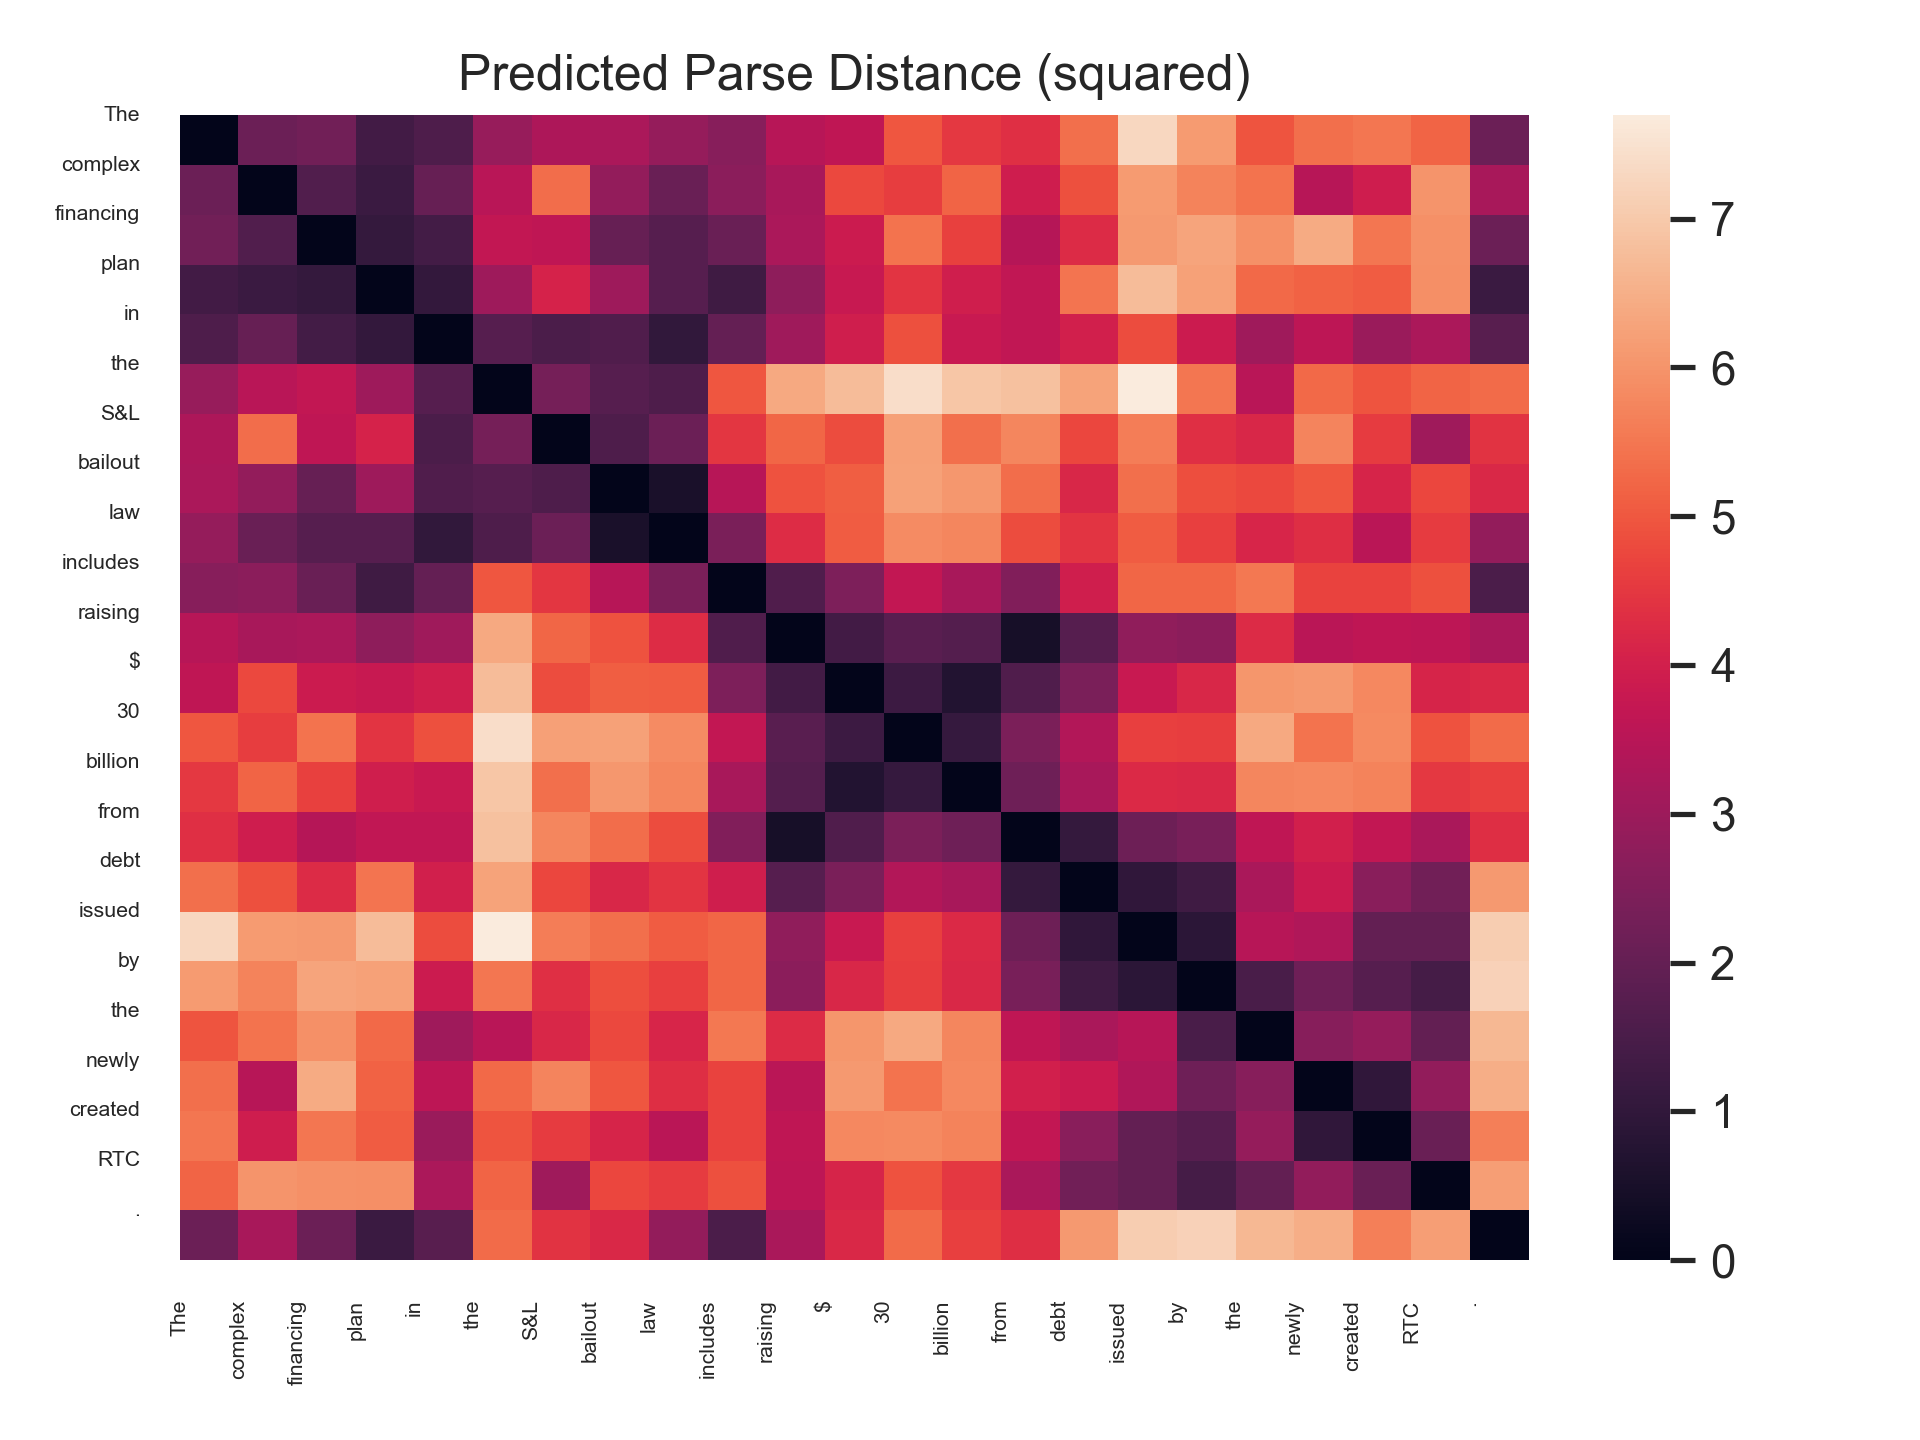 Predicted Parse Distance (squared)
The
complex
financing
plan
in
the
S&L
bailout
law
includes
raising
$
30
billion
from
debt
issued
by
the
newly
created
RTC
.
The
complex
financing
plan
in
the
S&L
bailout
law
includes
raising
$
30
billion
from
debt
issued
by
the
newly
created
RTC
.
7
6
5
4
3
2
1
0